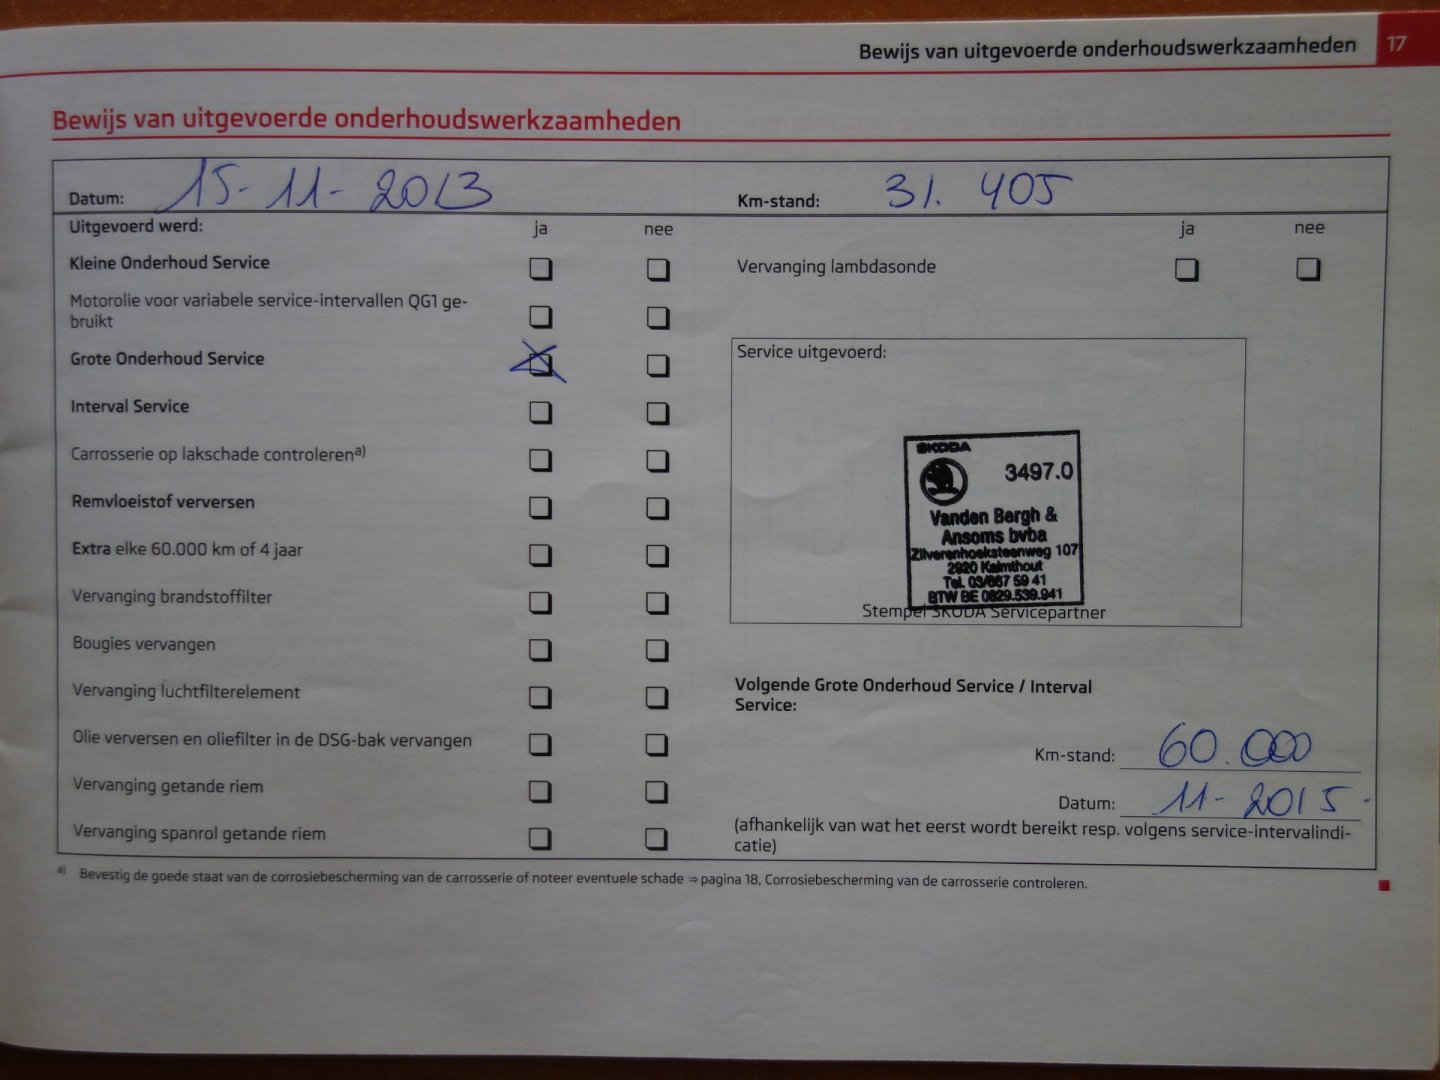 Bewijs van uitgevoerde onderhoudswerkzaamheden 17
Bewijs van uitgevoerde onderhoudswerkzaamheden
Datum: 15-11-2013 Km-stand: 31.405
Uitgevoerd werd: ja nee ja nee
Kleine Onderhoud Service
Vervanging lambdasonde
Motorolie voor variabele service-intervallen QG1 ge-
bruikt
Grote Onderhoud Service
Interval Service
Carrosserie op lakschade controleren a)
Remvloeistof verversen
Extra elke 60.000 km of 4 jaar
Vervanging brandstoffilter
Bougies vervangen
Vervanging luchtfilterelement
Olie verversen en oliefilter in de DSG-bak vervangen
Vervanging getande riem
Vervanging spanrol getande riem
Service uitgevoerd:
ŠKODA
3497.0
Vanden Bergh &
Ansoms bvba
Zilverenhoeksteenweg 107
2920 Kalmthout
Tel. 03/667 59 41
BTW BE 0829.539.941
Stempel ŠKODA Servicepartner
Volgende Grote Onderhoud Service / Interval
Service:
Km-stand: 60.000
Datum: 11-2015-
(afhankelijk van wat het eerst wordt bereikt resp. volgens service-intervalindi-
catie)
a) Bevestig de goede staat van de corrosiebescherming van de carrosserie of noteer eventuele schade ⇒ pagina 18, Corrosiebescherming van de carrosserie controleren.